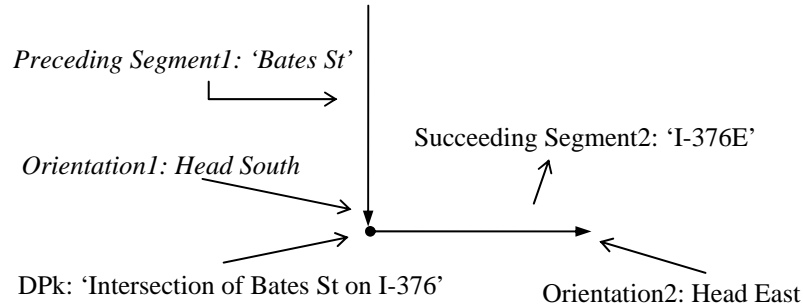 Preceding Segment1: ‘Bates St’
Succeeding Segment2: ‘I-376E’
Orientation1: Head South
DPk: ‘Intersection of Bates St on I-376’
Orientation2: Head East